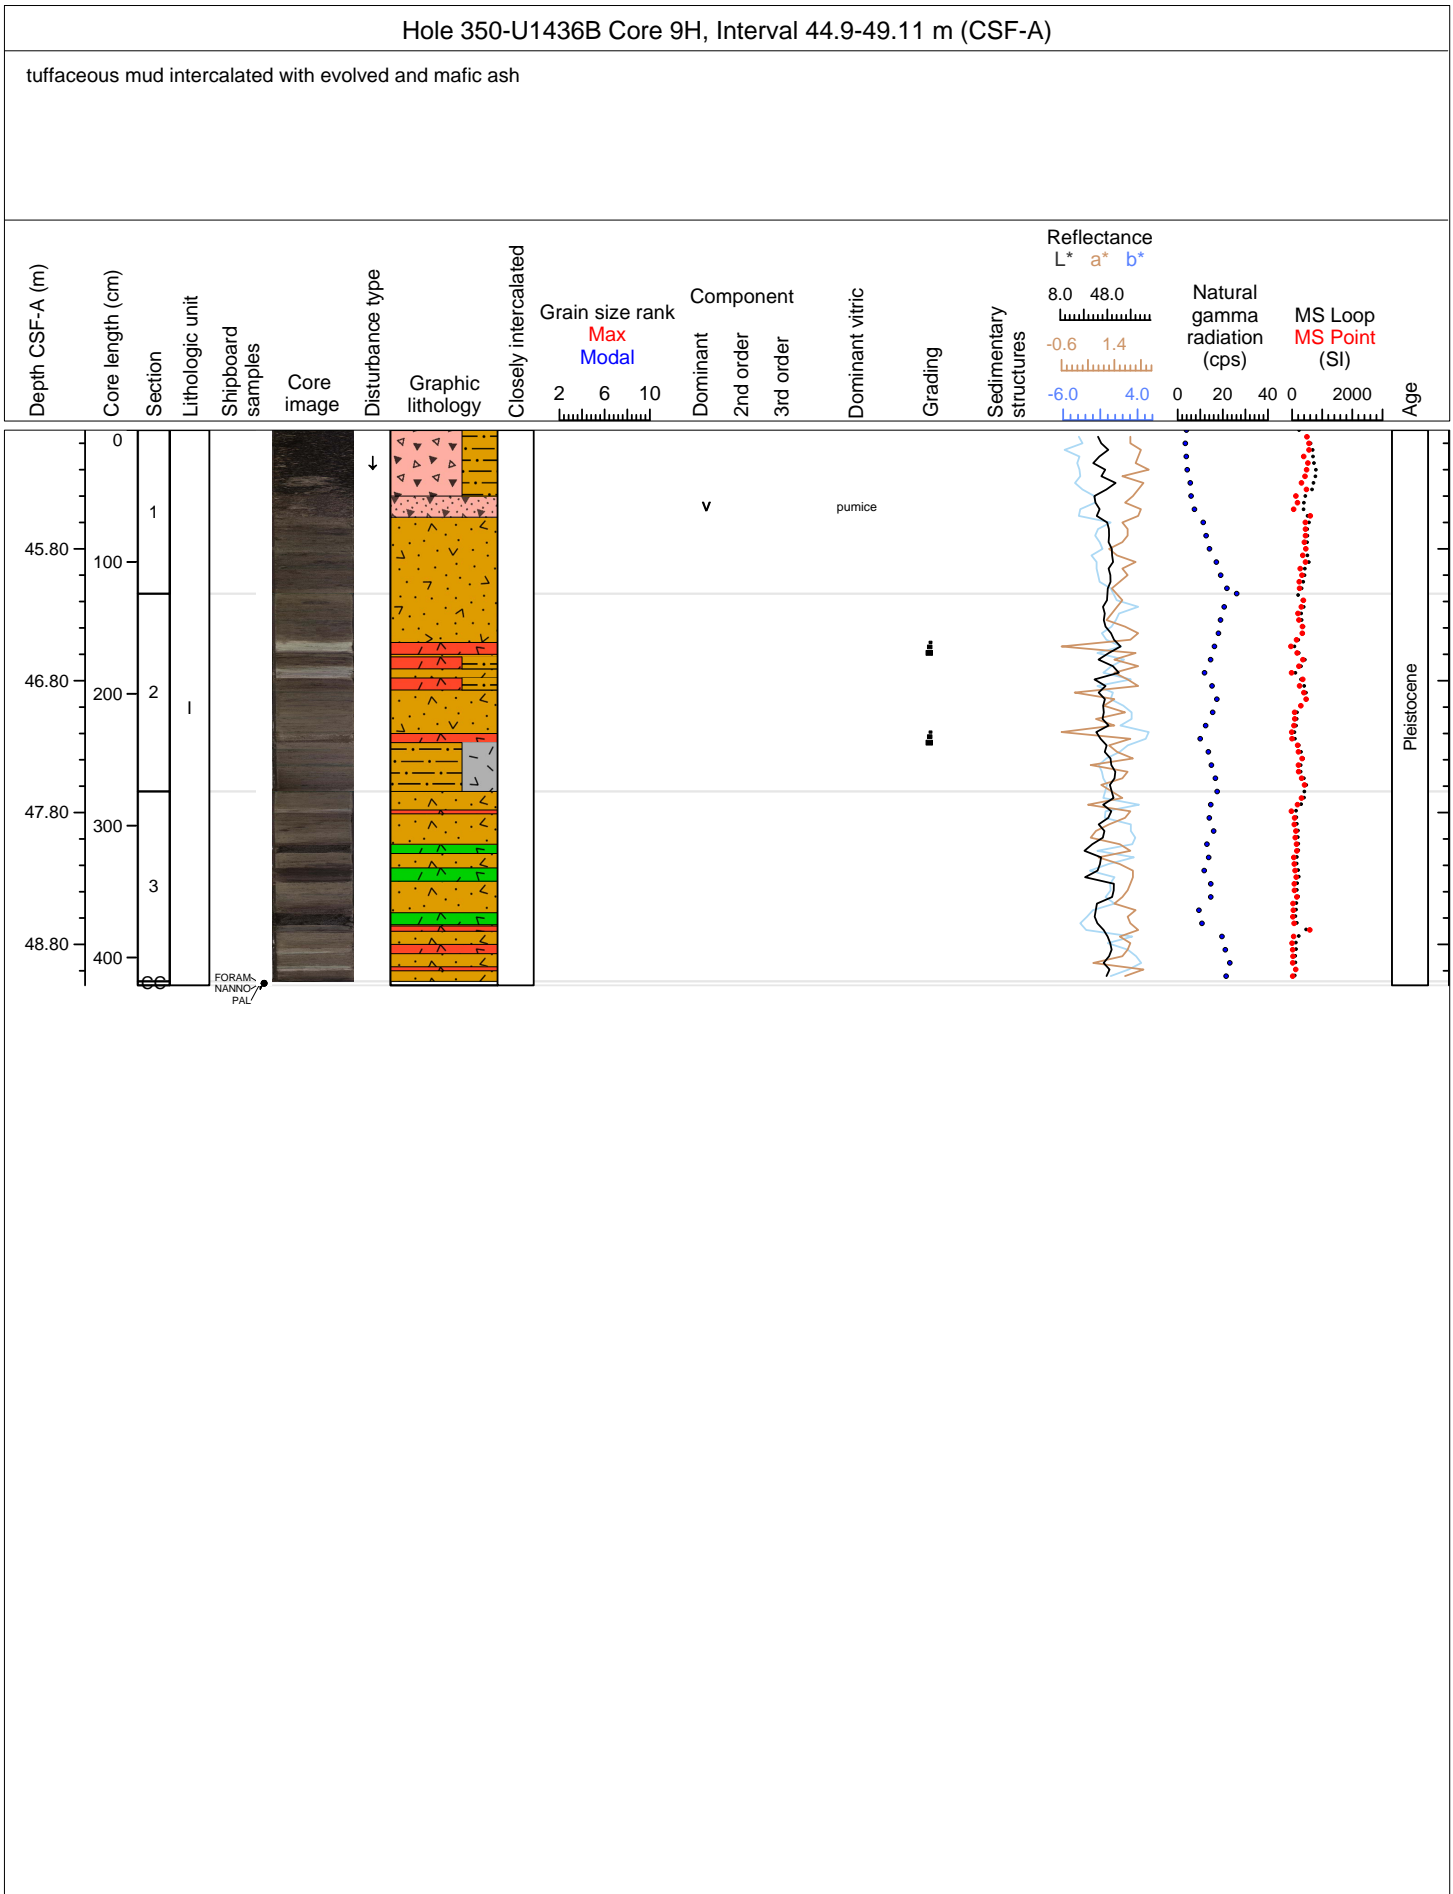 Hole 350-U1436B Core 9H, Interval 44.9-49.11 m (CSF-A)
tuffaceous mud intercalated with evolved and mafic ash
Depth CSF-A (m)
Core length (cm)
Section
Lithologic unit
Shipboard
samples
Core
image
Disturbance type
Graphic
lithology
Closely intercalated
Grain size rank
Max
Modal
2 6 10
Component
Dominant
2nd order
3rd order
Dominant vitric
Grading
Sedimentary
structures
Reflectance
L* a* b*
8.0 48.0
-0.6 1.4
-6.0 4.0
Natural
gamma
radiation
(cps)
0 20 40
MS Loop
MS Point
(SI)
0 2000
Age
0
1
v
pumice
45.80
100
46.80
200
2
I
Pleistocene
47.80
300
3
48.80
400
CC
FORAM
NANNO
PAL